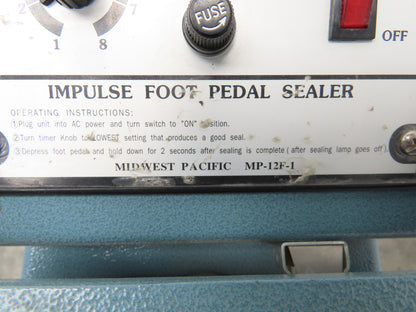 2 7
1 8
FUSE
OFF
IMPULSE FOOT PEDAL SEALER
OPERATING INSTRUCTIONS:
1 Plug unit into AC power and turn switch to "ON" position.
2 Turn timer Knob to LOWEST setting that produces a good seal.
3 Depress foot pedal and hold down for 2 seconds after sealing is complete (after sealing lamp goes off).
MIDWEST PACIFIC MP-12F-1